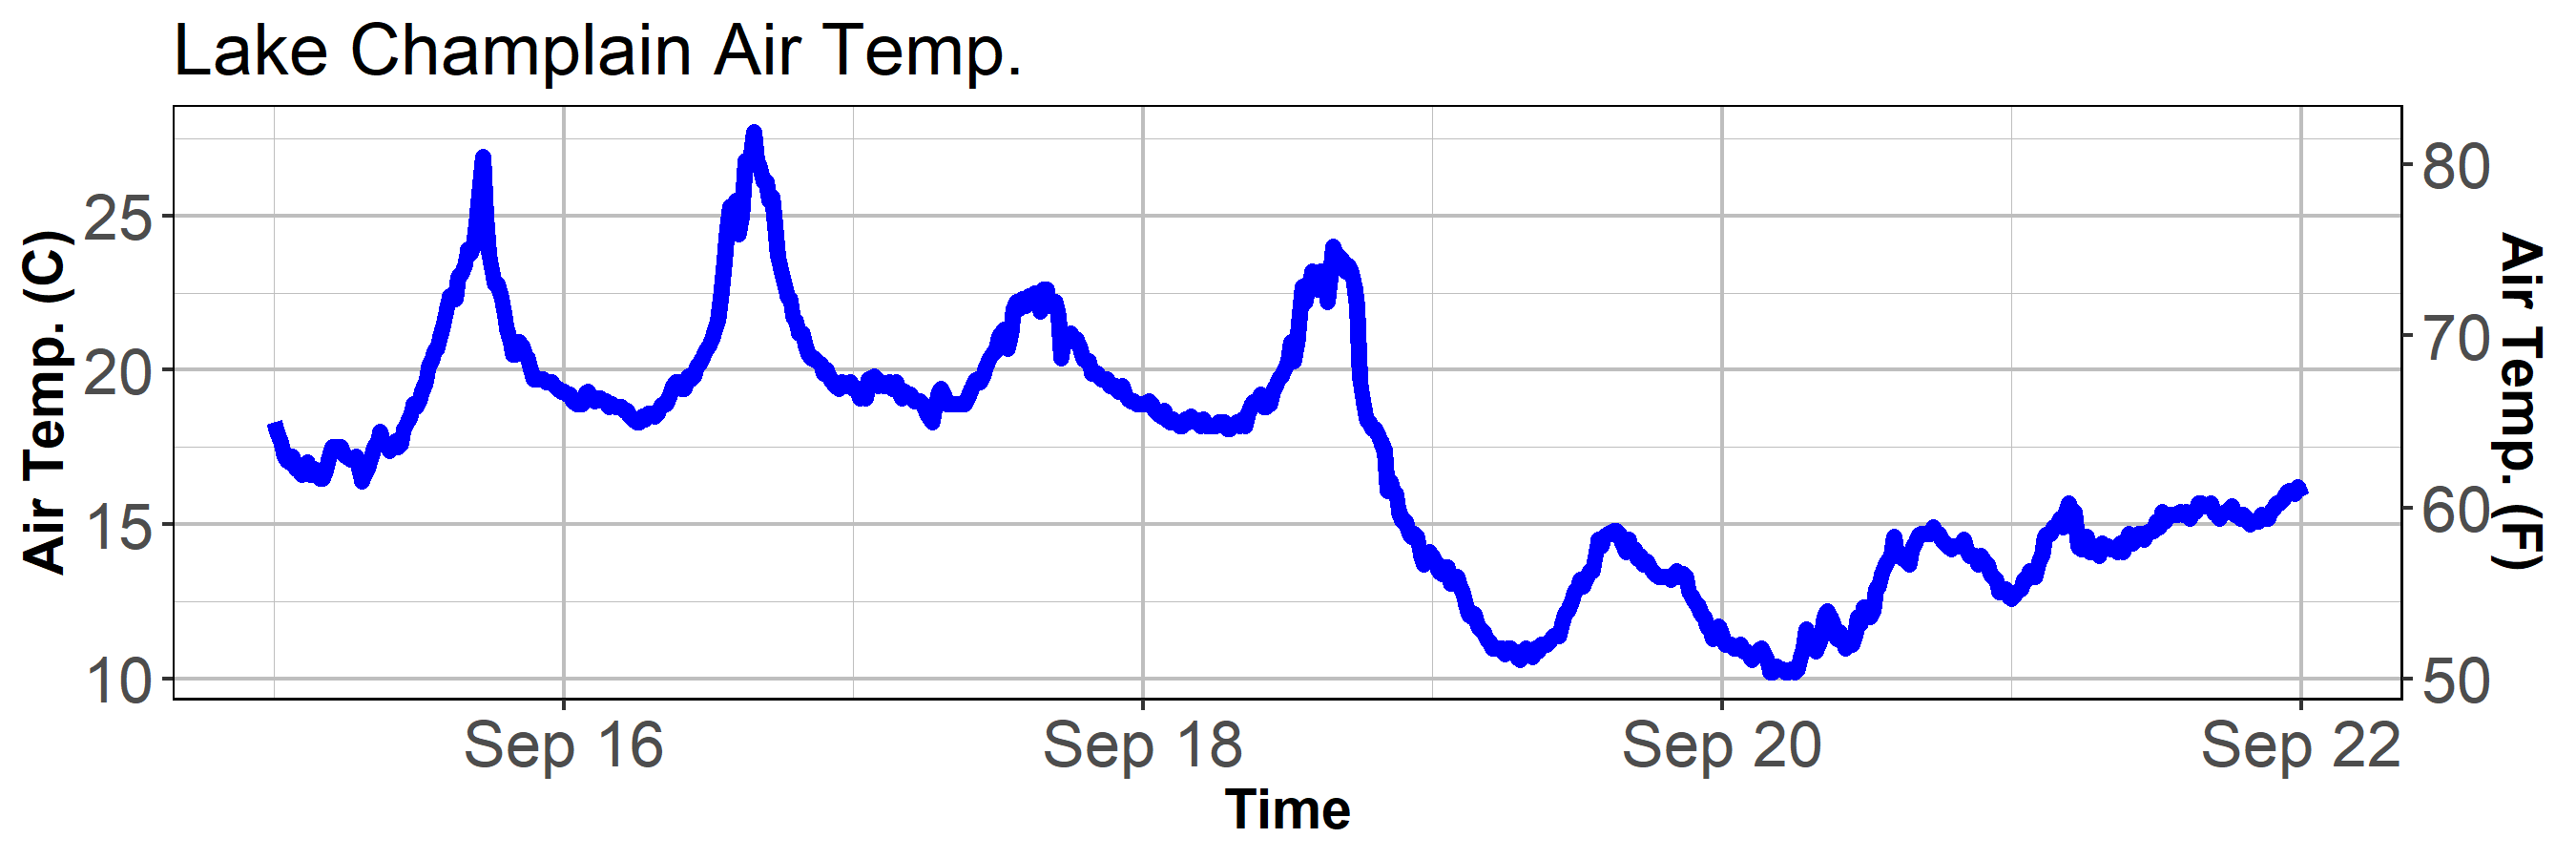 Lake Champlain Air Temp.
Air Temp. (C)
25
20
15
10
80
70
60
50
Air Temp. (F)
Sep 16
Sep 18
Sep 20
Sep 22
Time